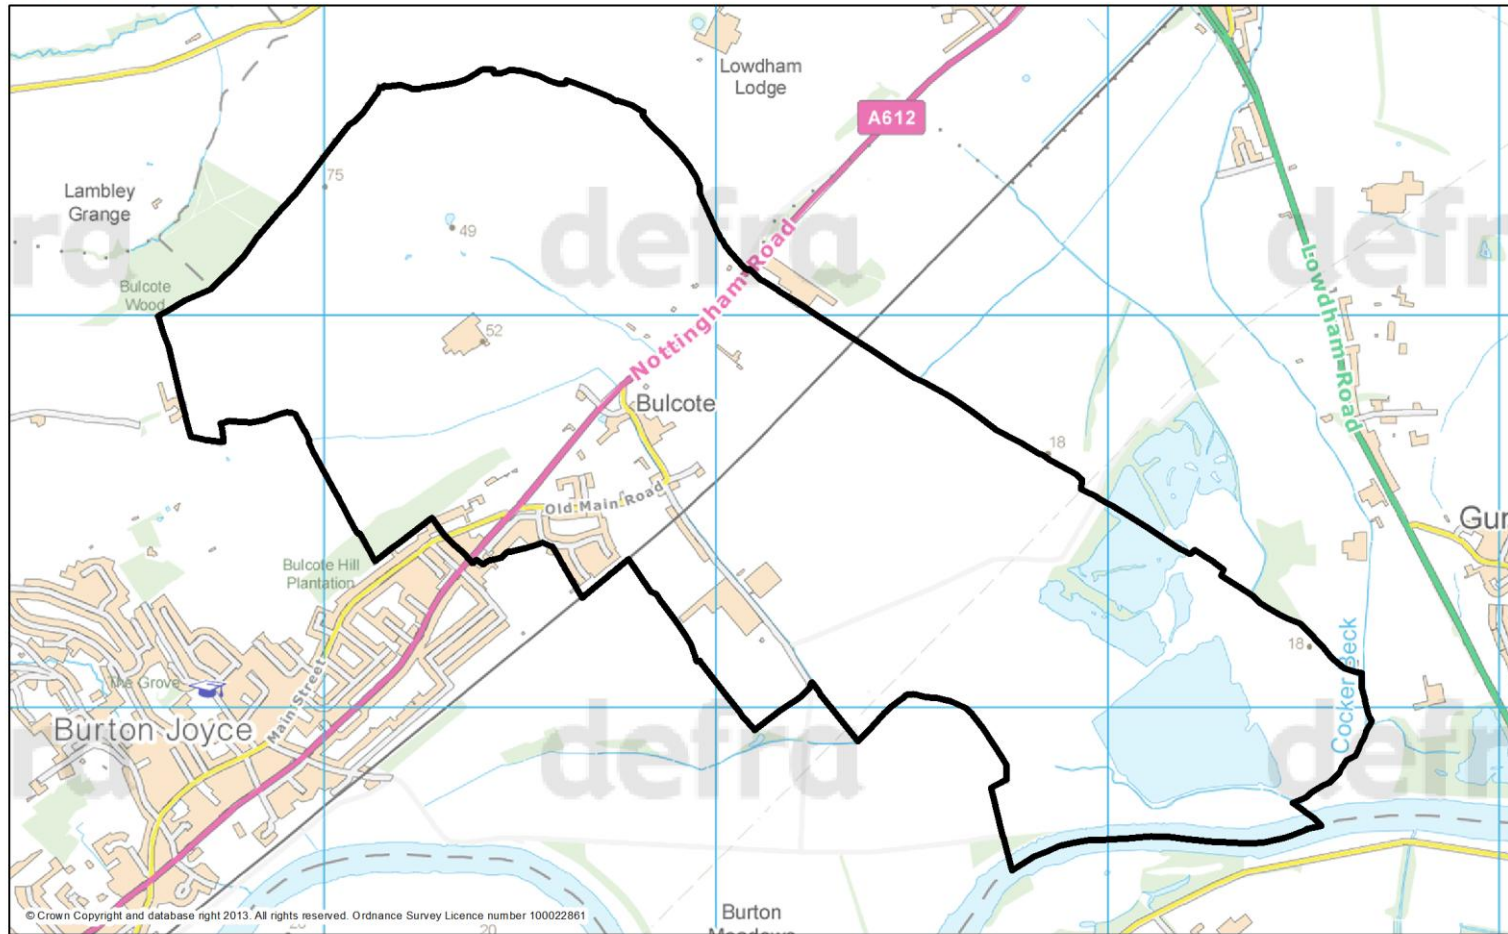 Lowdham
Lodge
A612
Lambley
Grange
75
49
defra
defra
Bulcote
Wood
Nottingham Road
Lowdham Road
52
Bulcote
18
Old Main Road
Bulcote Hill
Plantation
18
Cocker Beck
The Grove
Main Street
Burton Joyce
defra
Burton
© Crown Copyright and database right 2013. All rights reserved. Ordnance Survey Licence number 100022861
20